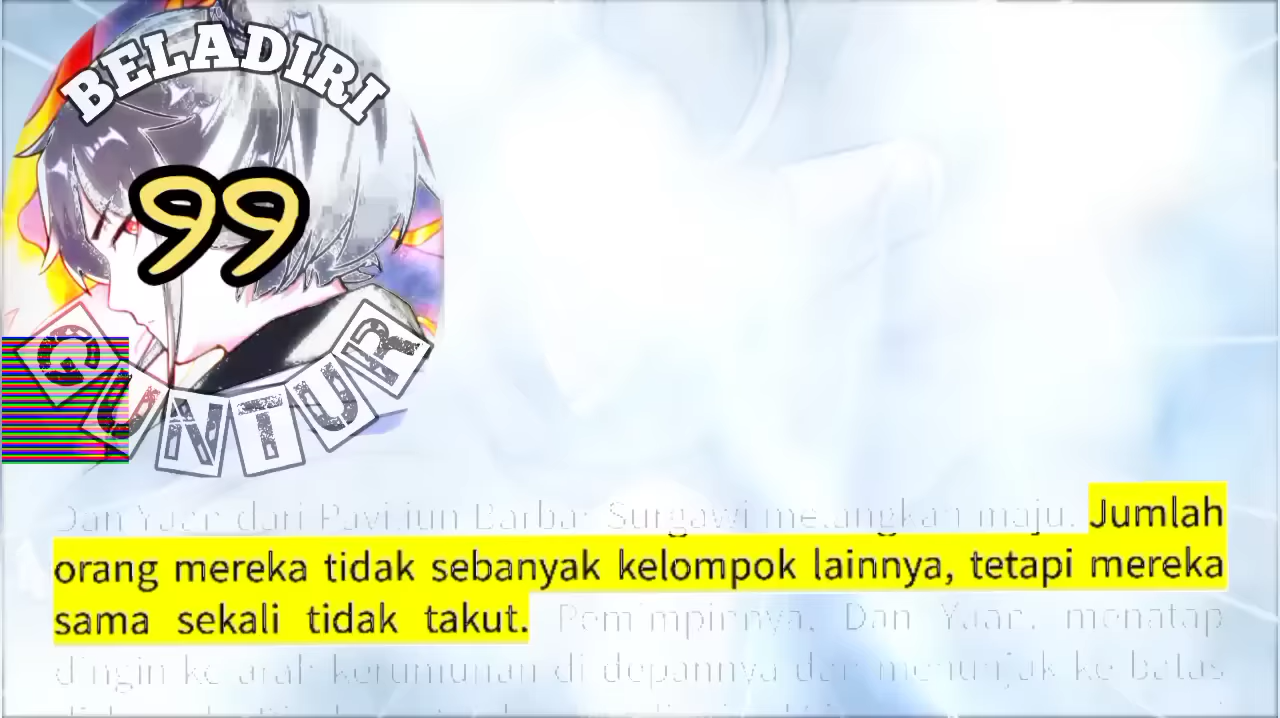 BELADIRI
99
GUNTUR
Dan Yuan dari Paviliun Barbar Surgawi melangkah maju. Jumlah
orang mereka tidak sebanyak kelompok lainnya, tetapi mereka
sama sekali tidak takut. Pemimpinnya, Dan Yuan, menatap
dingin ke arah kerumunan di depannya dan menunjuk ke batas